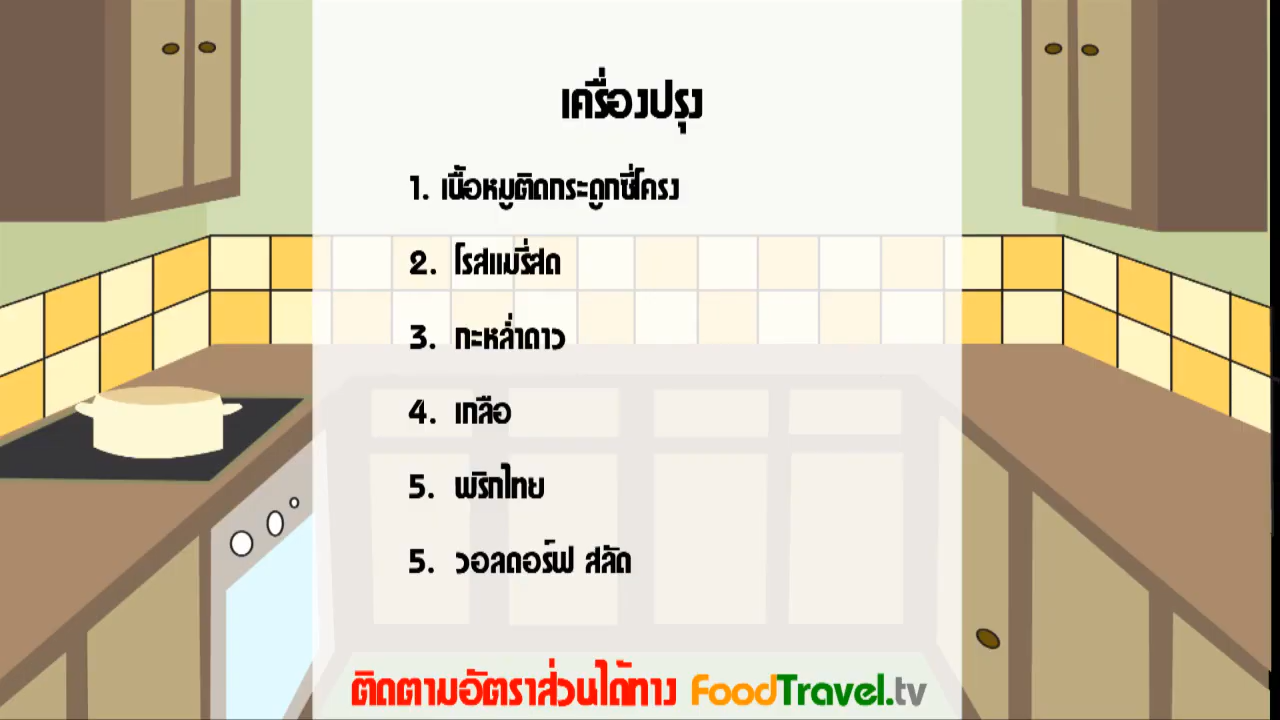 เครื่องปรุง
1. เนื้อหมูติดกระดูกซี่โครง
2. โรสแมรี่สด
3. กะหล่ำดาว
4. เกลือ
5. พริกไทย
5. วอลดอร์ฟ สลัด
ติดตามอัตราส่วนได้ทาง FoodTravel.tv